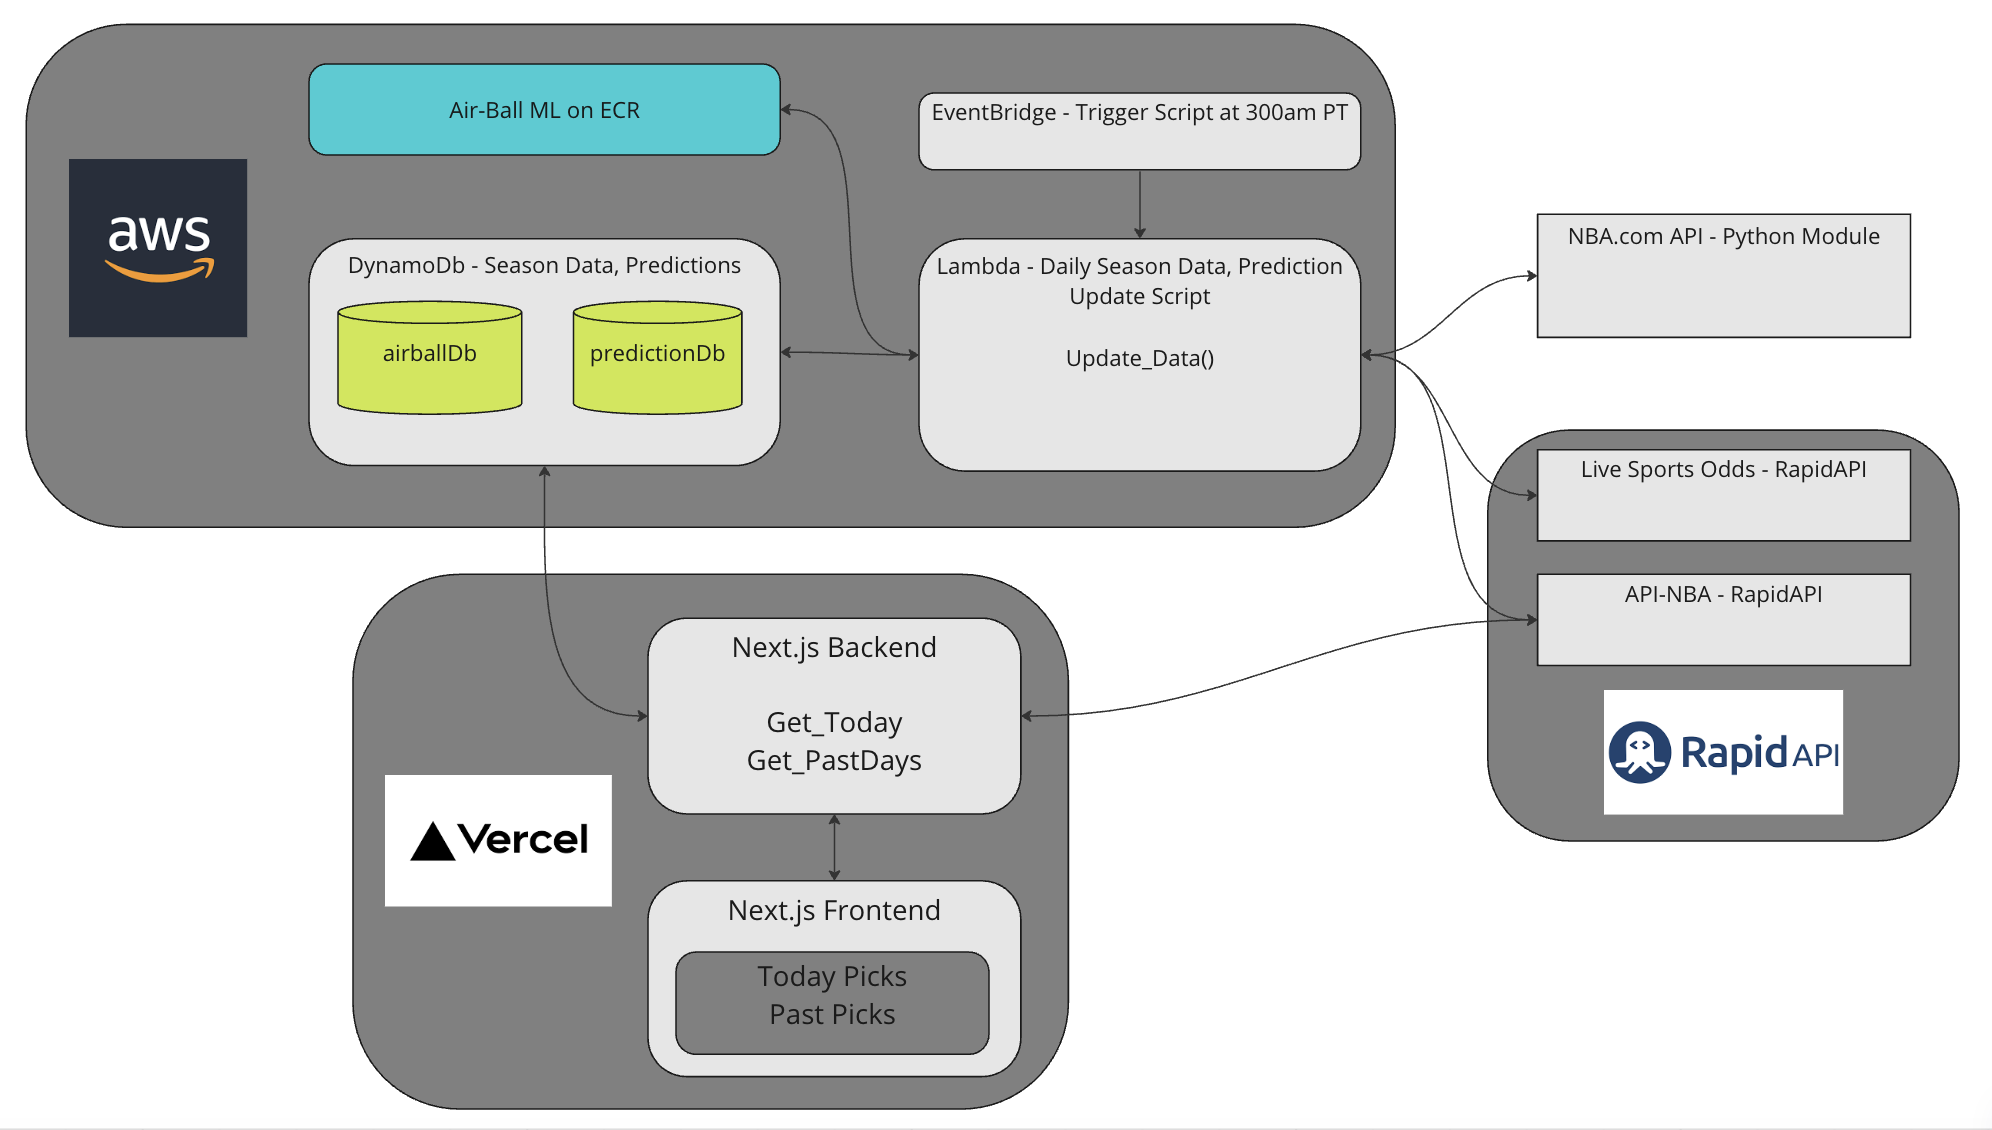 Air-Ball ML on ECR
EventBridge - Trigger Script at 300am PT
aws
DynamoDb - Season Data, Predictions
airballDb
predictionDb
Lambda - Daily Season Data, Prediction
Update Script
Update_Data()
NBA.com API - Python Module
Live Sports Odds - RapidAPI
API-NBA - RapidAPI
Rapid API
Next.js Backend
Get_Today
Get_PastDays
Vercel
Next.js Frontend
Today Picks
Past Picks